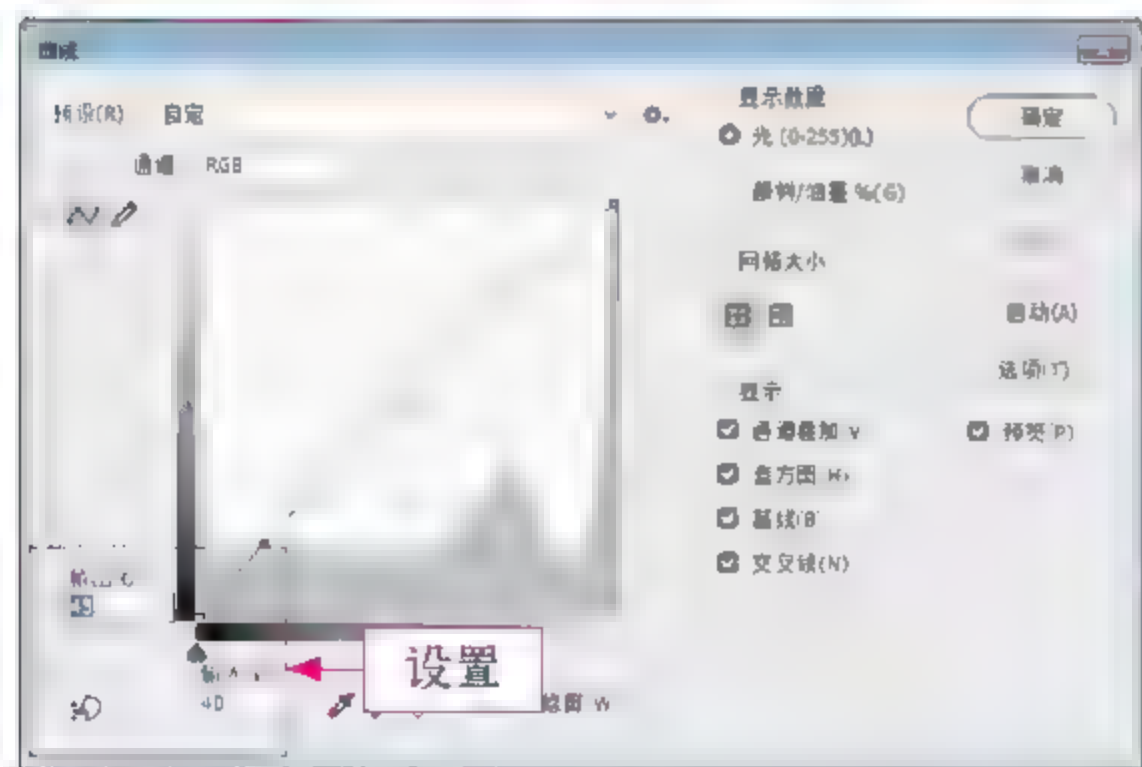 曲线
预设(R) 自定
通道 RGB
显示数量
光 (0-255)(L)
颜料/油墨 %(G)
网格大小
显示
通道叠加 V
直方图
基线(B
交叉线(N)
确定
取消
自动(A)
选项(T)
预览(P)
40
设置